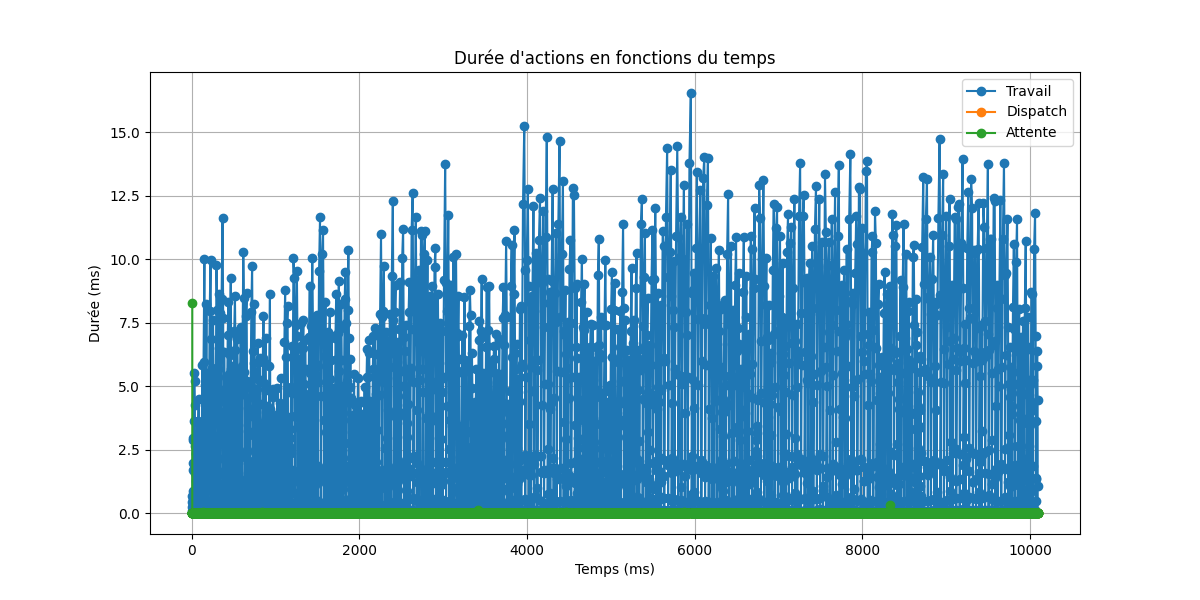 Durée d'actions en fonctions du temps
Travail
Dispatch
Attente
Durée (ms)
15.0
12.5
10.0
7.5
5.0
2.5
0.0
0 2000 4000 6000 8000 10000
Temps (ms)